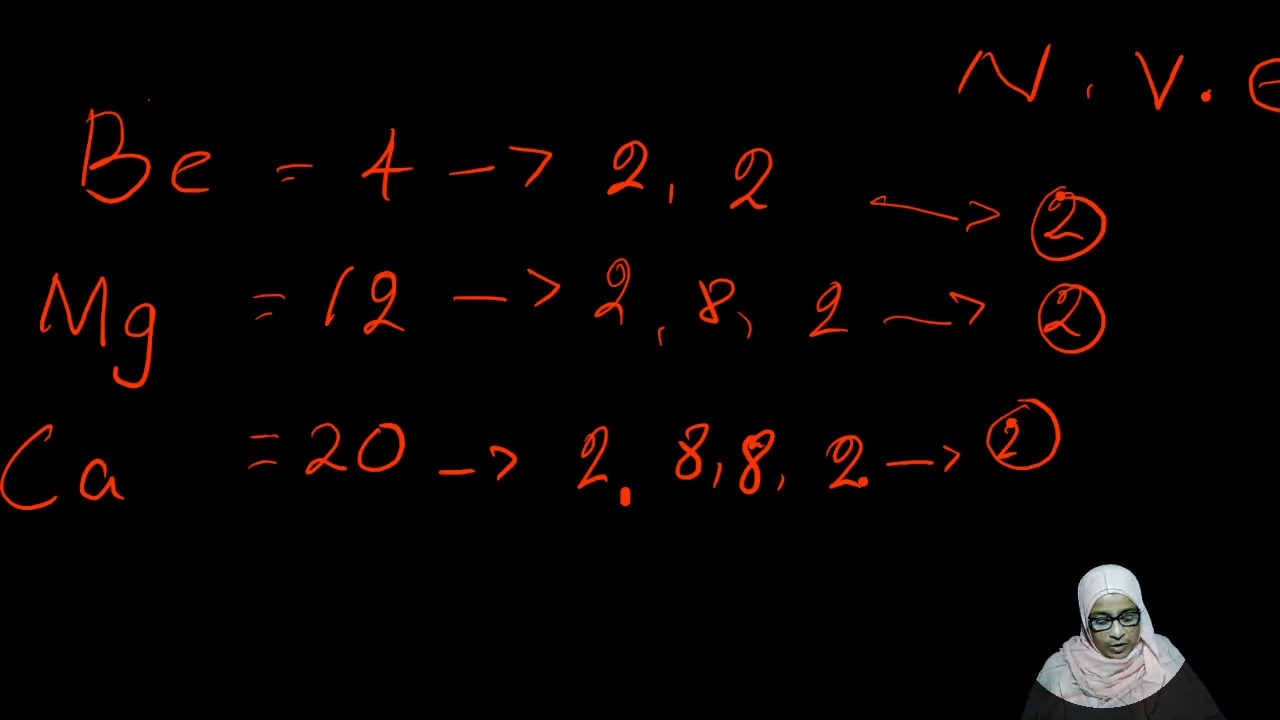 N. V. e
Be = 4 -> 2, 2 -> 2
Mg = 12 -> 2, 8, 2 -> 2
Ca = 20 -> 2, 8, 8, 2. -> 2